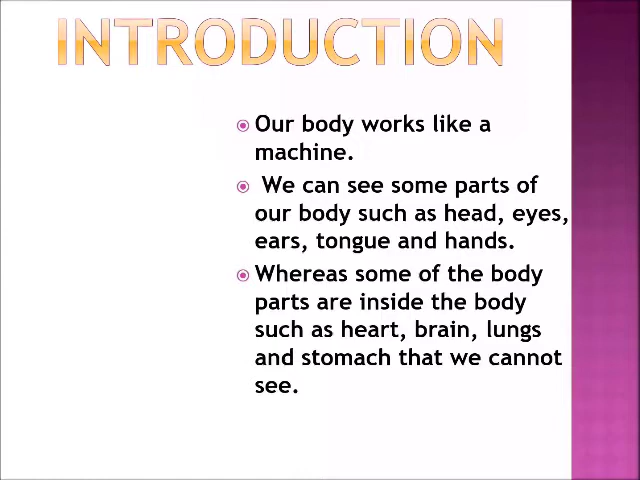 INTRODUCTION
Our body works like a
machine.
We can see some parts of
our body such as head, eyes,
ears, tongue and hands.
Whereas some of the body
parts are inside the body
such as heart, brain, lungs
and stomach that we cannot
see.